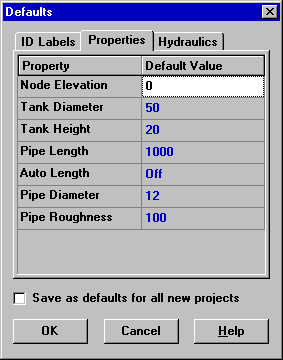 Defaults
ID Labels Properties Hydraulics
Property Default Value
Node Elevation 0
Tank Diameter 50
Tank Height 20
Pipe Length 1000
Auto Length Off
Pipe Diameter 12
Pipe Roughness 100
Save as defaults for all new projects
OK Cancel Help